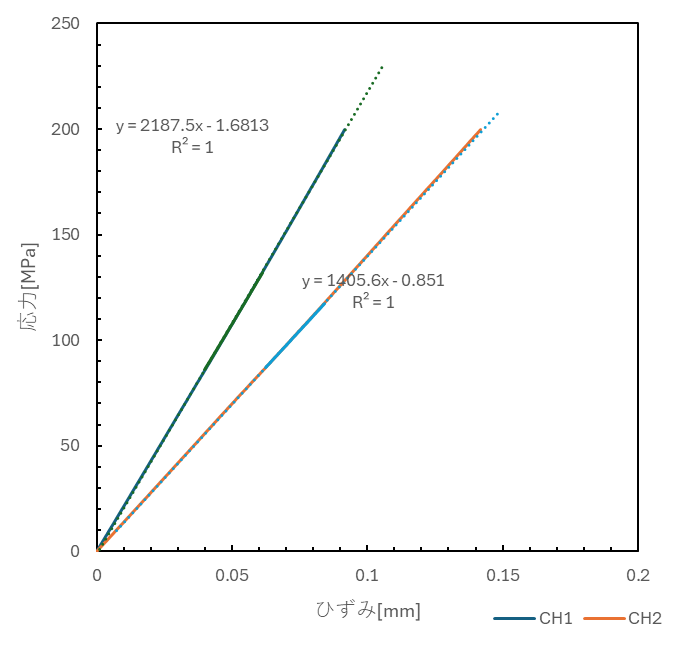 250
200
150
100
50
0
応力[MPa]
y = 2187.5x - 1.6813
R² = 1
y = 1405.6x - 0.851
R² = 1
0 0.05 0.1 0.15 0.2
ひずみ[mm]
CH1 CH2